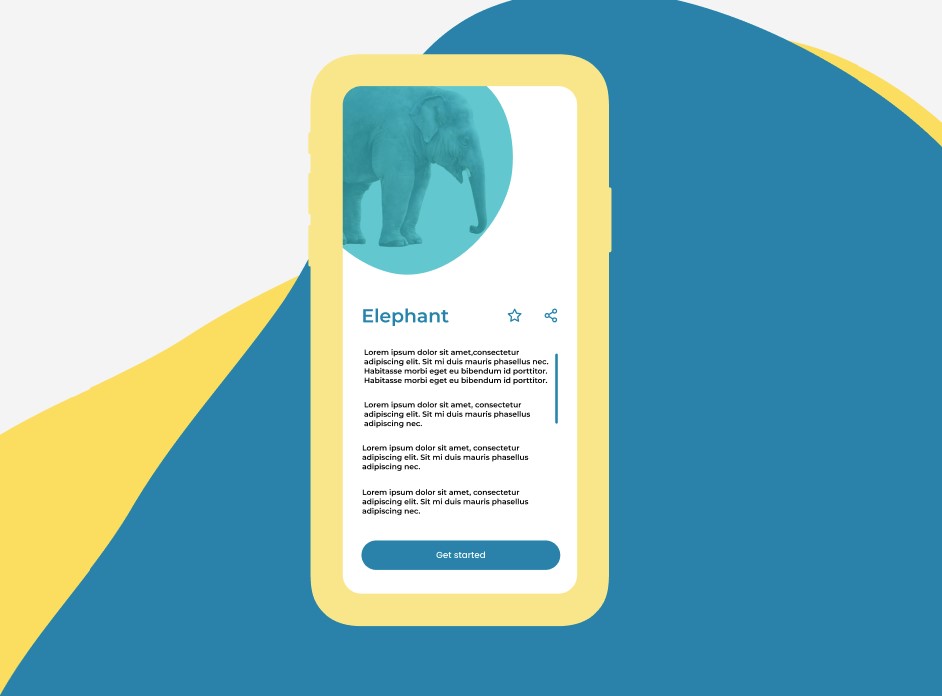 Elephant
Lorem ipsum dolor sit amet,consectetur
adipiscing elit. Sit mi duis mauris phasellus nec.
Habitasse morbi eget eu bibendum id porttitor.
Habitasse morbi eget eu bibendum id porttitor.
Lorem ipsum dolor sit amet, consectetur
adipiscing elit. Sit mi duis mauris phasellus
adipiscing nec.
Lorem ipsum dolor sit amet, consectetur
adipiscing elit. Sit mi duis mauris phasellus
adipiscing nec.
Lorem ipsum dolor sit amet, consectetur
adipiscing elit. Sit mi duis mauris phasellus
adipiscing nec.
Get started